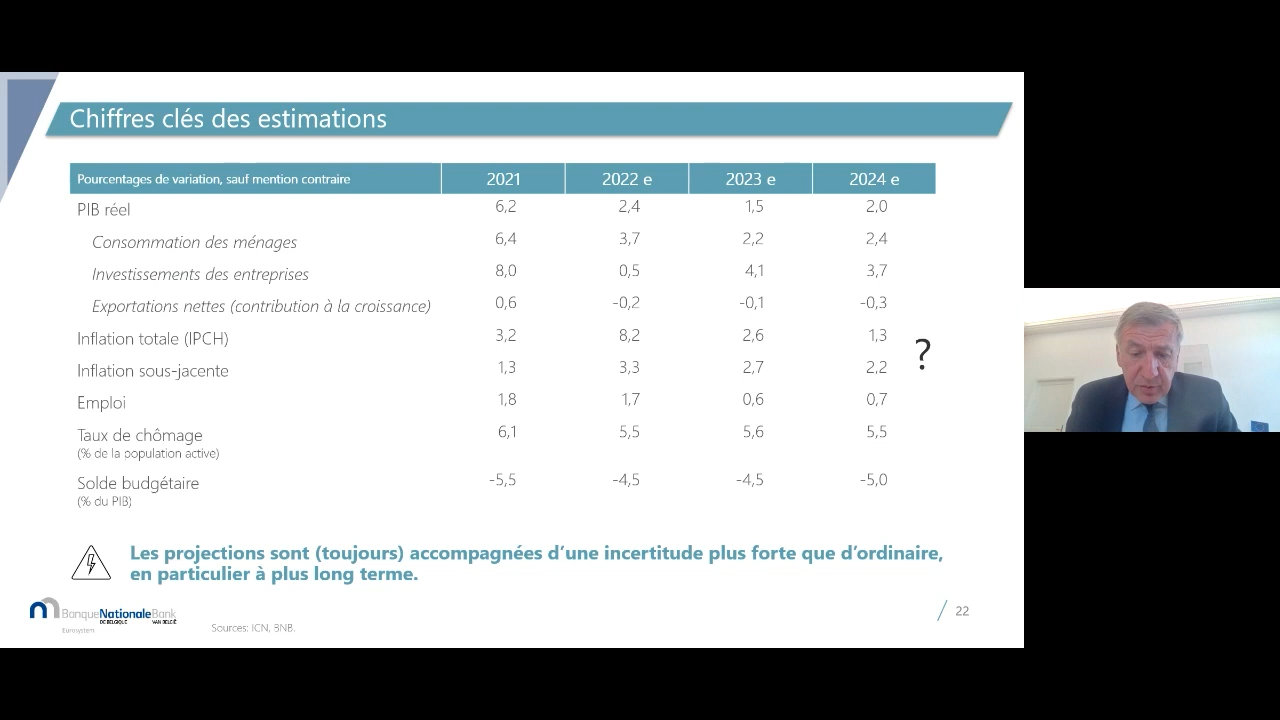 Chiffres clés des estimations
Pourcentages de variation, sauf mention contraire 2021 2022 e 2023 e 2024 e
PIB réel 6,2 2,4 1,5 2,0
Consommation des ménages 6,4 3,7 2,2 2,4
Investissements des entreprises 8,0 0,5 4,1 3,7
Exportations nettes (contribution à la croissance) 0,6 -0,2 -0,1 -0,3
Inflation totale (IPCH) 3,2 8,2 2,6 1,3
?
Inflation sous-jacente 1,3 3,3 2,7 2,2
Emploi 1,8 1,7 0,6 0,7
Taux de chômage 6,1 5,5 5,6 5,5
(% de la population active)
Solde budgétaire -5,5 -4,5 -4,5 -5,0
(% du PIB)
Les projections sont (toujours) accompagnées d’une incertitude plus forte que d’ordinaire,
en particulier à plus long terme.
BanqueNationaleBank
DE BELGIQUE VAN BELGIË
Eurosystem
Sources: ICN, BNB.
22